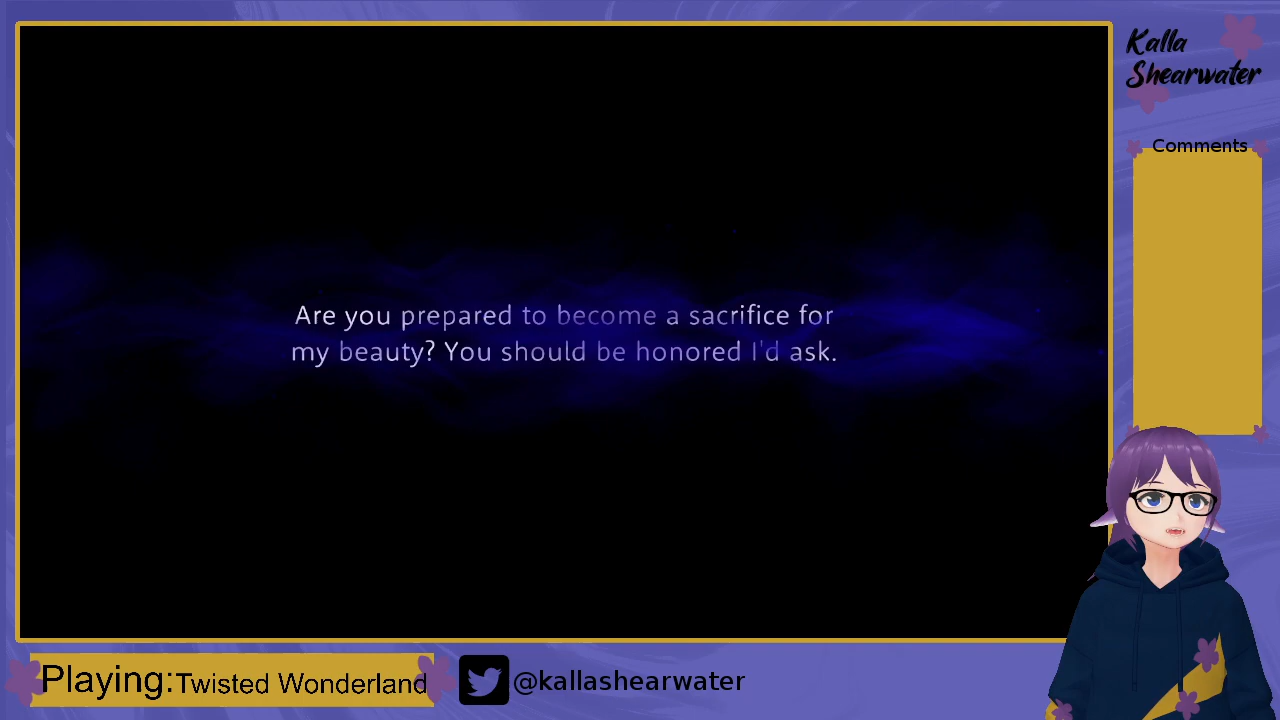 Kalla
Shearwater
Comments
Are you prepared to become a sacrifice for
my beauty? You should be honored I'd ask.
Playing:Twisted Wonderland
@kallashearwater